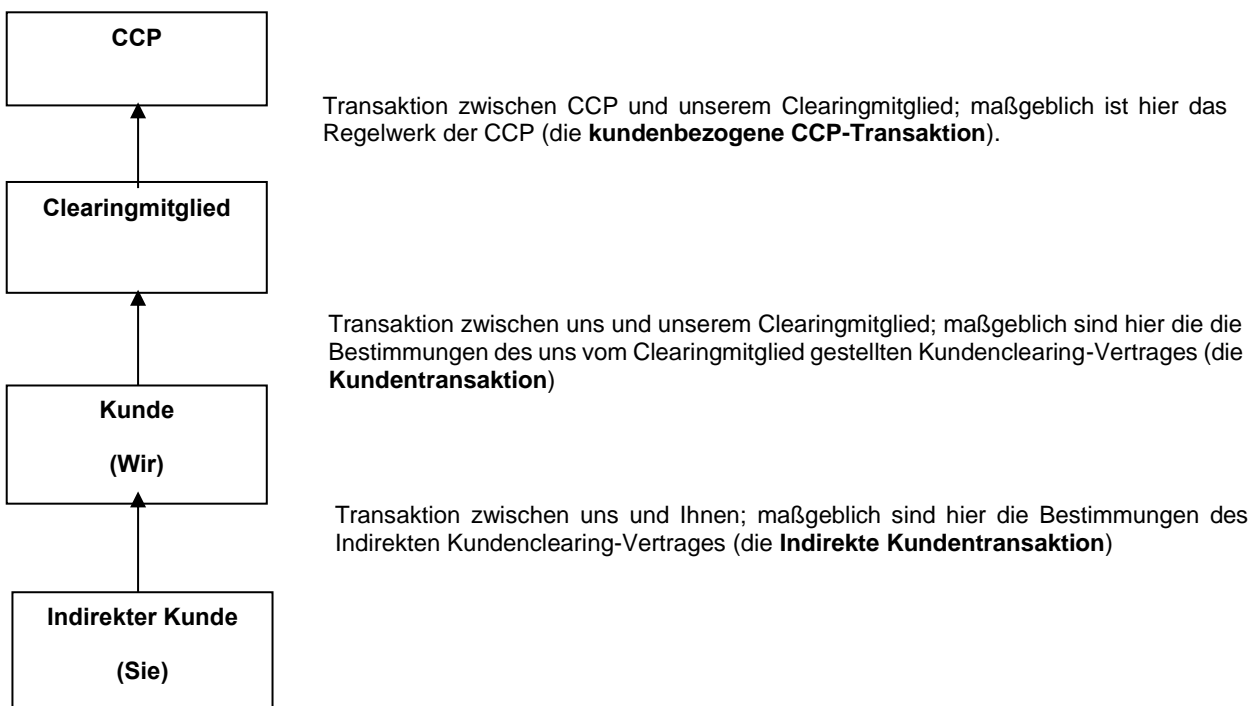 CCP
Transaktion zwischen CCP und unserem Clearingmitglied; maßgeblich ist hier das
Regelwerk der CCP (die kundenbezogene CCP-Transaktion).
Clearingmitglied
Transaktion zwischen uns und unserem Clearingmitglied; maßgeblich sind hier die die
Bestimmungen des uns vom Clearingmitglied gestellten Kundenclearing-Vertrages (die
Kundentransaktion)
Kunde
(Wir)
Transaktion zwischen uns und Ihnen; maßgeblich sind hier die Bestimmungen des
Indirekten Kundenclearing-Vertrages (die Indirekte Kundentransaktion)
Indirekter Kunde
(Sie)